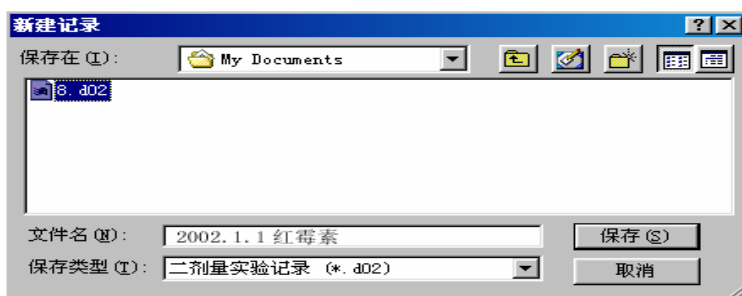 新建记录
保存在(I): My Documents
8.d02
文件名(N): 2002.1.1红霉素 保存(S)
保存类型(T): 二剂量实验记录 (*.d02) 取消